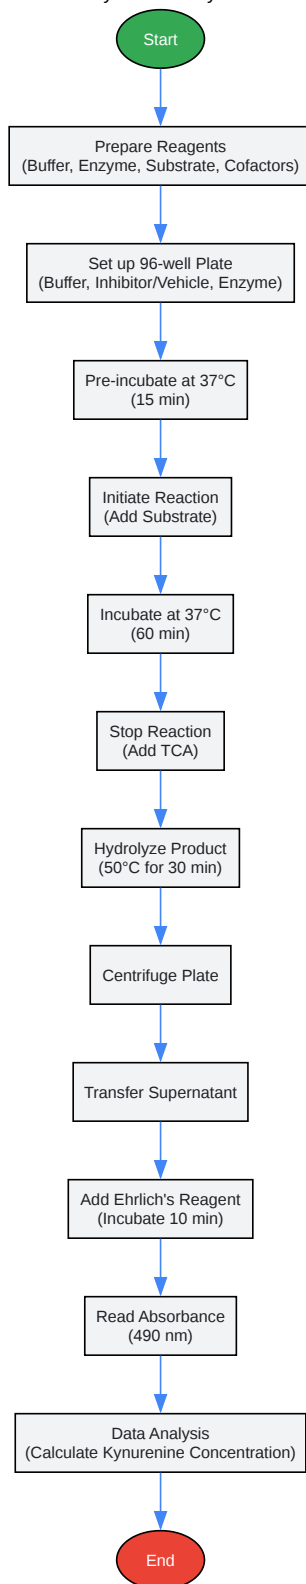 Start
Prepare Reagents
(Buffer, Enzyme, Substrate, Cofactors)
Set up 96-well Plate
(Buffer, Inhibitor/Vehicle, Enzyme)
Pre-incubate at 37°C
(15 min)
Initiate Reaction
(Add Substrate)
Incubate at 37°C
(60 min)
Stop Reaction
(Add TCA)
Hydrolyze Product
(50°C for 30 min)
Centrifuge Plate
Transfer Supernatant
Add Ehrlich's Reagent
(Incubate 10 min)
Read Absorbance
(490 nm)
Data Analysis
(Calculate Kynurenine Concentration)
End